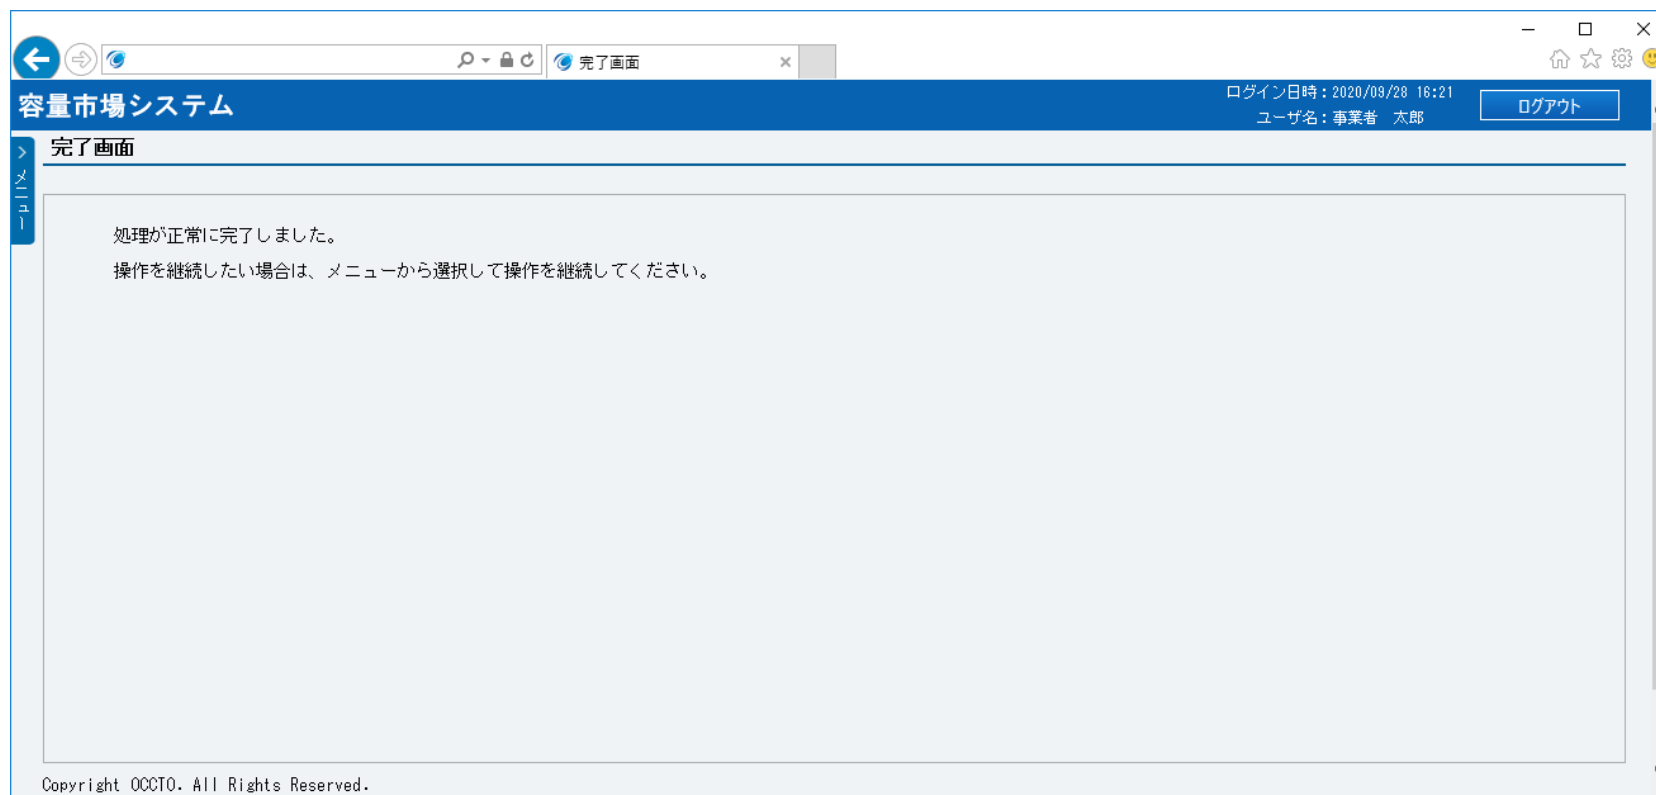 完了画面
容量市場システム
ログイン日時：2020/09/28 16:21
ユーザ名：事業者　太郎
ログアウト
完了画面
＞メニュー
処理が正常に完了しました。
操作を継続したい場合は、メニューから選択して操作を継続してください。
Copyright OCCTO. All Rights Reserved.